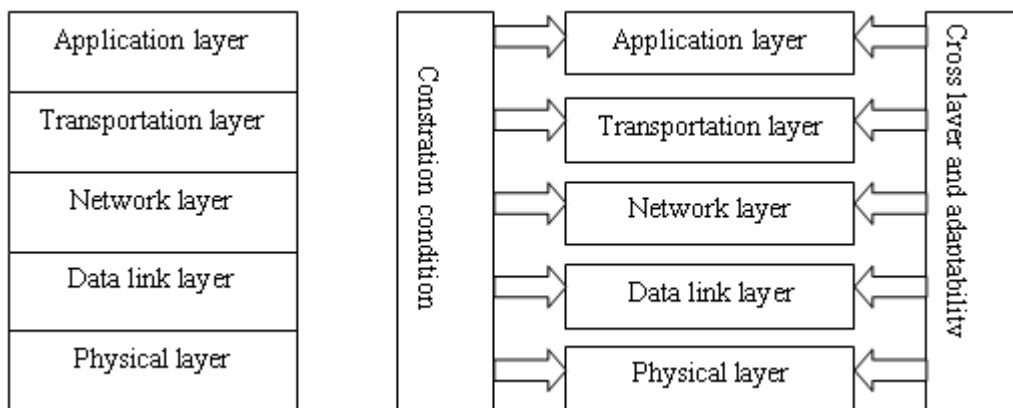 Application layer
Transportation layer
Network layer
Data link layer
Physical layer
Constration condition
Application layer
Transportation layer
Network layer
Data link layer
Physical layer
Cross layer and adaptability